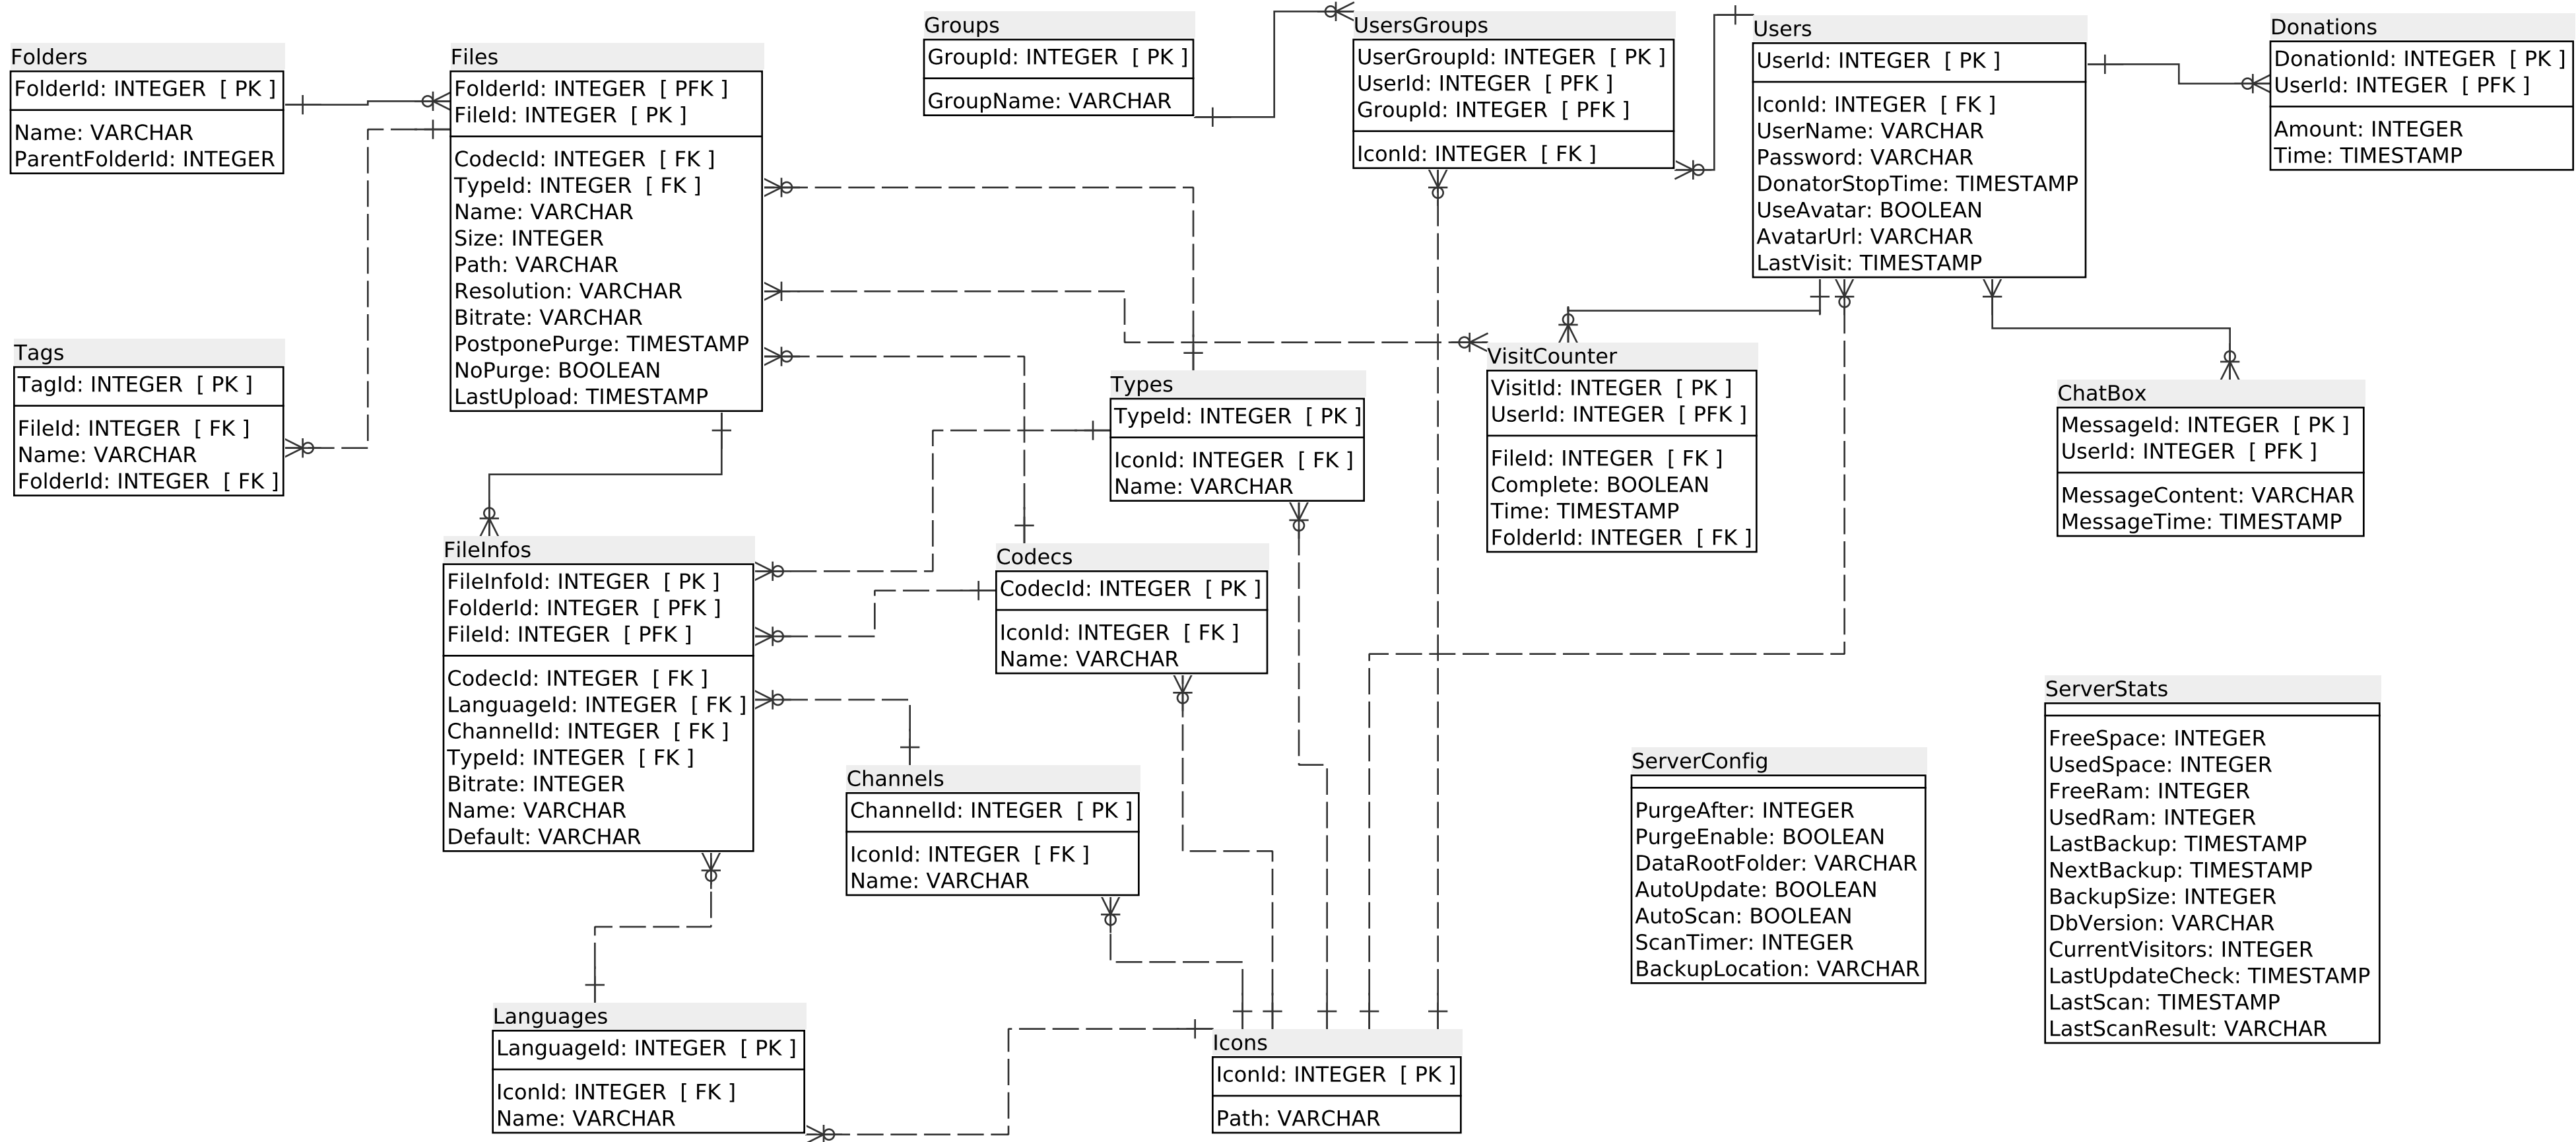 Folders
FolderId: INTEGER [ PK ]
Name: VARCHAR
ParentFolderId: INTEGER
Files
FolderId: INTEGER [ PFK ]
FileId: INTEGER [ PK ]
CodecId: INTEGER [ FK ]
TypeId: INTEGER [ FK ]
Name: VARCHAR
Size: INTEGER
Path: VARCHAR
Resolution: VARCHAR
Bitrate: VARCHAR
PostponePurge: TIMESTAMP
NoPurge: BOOLEAN
LastUpload: TIMESTAMP
Groups
GroupId: INTEGER [ PK ]
GroupName: VARCHAR
UsersGroups
UserGroupId: INTEGER [ PK ]
UserId: INTEGER [ PFK ]
GroupId: INTEGER [ PFK ]
IconId: INTEGER [ FK ]
Users
UserId: INTEGER [ PK ]
IconId: INTEGER [ FK ]
UserName: VARCHAR
Password: VARCHAR
DonatorStopTime: TIMESTAMP
UseAvatar: BOOLEAN
AvatarUrl: VARCHAR
LastVisit: TIMESTAMP
Donations
DonationId: INTEGER [ PK ]
UserId: INTEGER [ PFK ]
Amount: INTEGER
Time: TIMESTAMP
Tags
TagId: INTEGER [ PK ]
FileId: INTEGER [ FK ]
Name: VARCHAR
FolderId: INTEGER [ FK ]
Types
TypeId: INTEGER [ PK ]
IconId: INTEGER [ FK ]
Name: VARCHAR
VisitCounter
VisitId: INTEGER [ PK ]
UserId: INTEGER [ PFK ]
FileId: INTEGER [ FK ]
Complete: BOOLEAN
Time: TIMESTAMP
FolderId: INTEGER [ FK ]
ChatBox
MessageId: INTEGER [ PK ]
UserId: INTEGER [ PFK ]
MessageContent: VARCHAR
MessageTime: TIMESTAMP
FileInfos
FileInfoId: INTEGER [ PK ]
FolderId: INTEGER [ PFK ]
FileId: INTEGER [ PFK ]
CodecId: INTEGER [ FK ]
LanguageId: INTEGER [ FK ]
ChannelId: INTEGER [ FK ]
TypeId: INTEGER [ FK ]
Bitrate: INTEGER
Name: VARCHAR
Default: VARCHAR
Codecs
CodecId: INTEGER [ PK ]
IconId: INTEGER [ FK ]
Name: VARCHAR
Channels
ChannelId: INTEGER [ PK ]
IconId: INTEGER [ FK ]
Name: VARCHAR
ServerConfig
PurgeAfter: INTEGER
PurgeEnable: BOOLEAN
DataRootFolder: VARCHAR
AutoUpdate: BOOLEAN
AutoScan: BOOLEAN
ScanTimer: INTEGER
BackupLocation: VARCHAR
ServerStats
FreeSpace: INTEGER
UsedSpace: INTEGER
FreeRam: INTEGER
UsedRam: INTEGER
LastBackup: TIMESTAMP
NextBackup: TIMESTAMP
BackupSize: INTEGER
DbVersion: VARCHAR
CurrentVisitors: INTEGER
LastUpdateCheck: TIMESTAMP
LastScan: TIMESTAMP
LastScanResult: VARCHAR
Languages
LanguageId: INTEGER [ PK ]
IconId: INTEGER [ FK ]
Name: VARCHAR
Icons
IconId: INTEGER [ PK ]
Path: VARCHAR